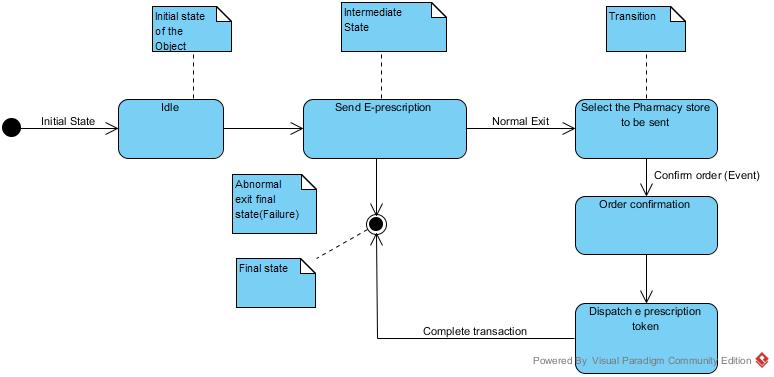 Initial state
of the
Object
Intermediate
State
Transition
Initial State
Idle
Send E-prescription
Normal Exit
Select the Pharmacy store
to be sent
Confirm order (Event)
Abnormal
exit final
state(Failure)
Order confirmation
Final state
Dispatch e prescription
token
Complete transaction
Powered By Visual Paradigm Community Edition